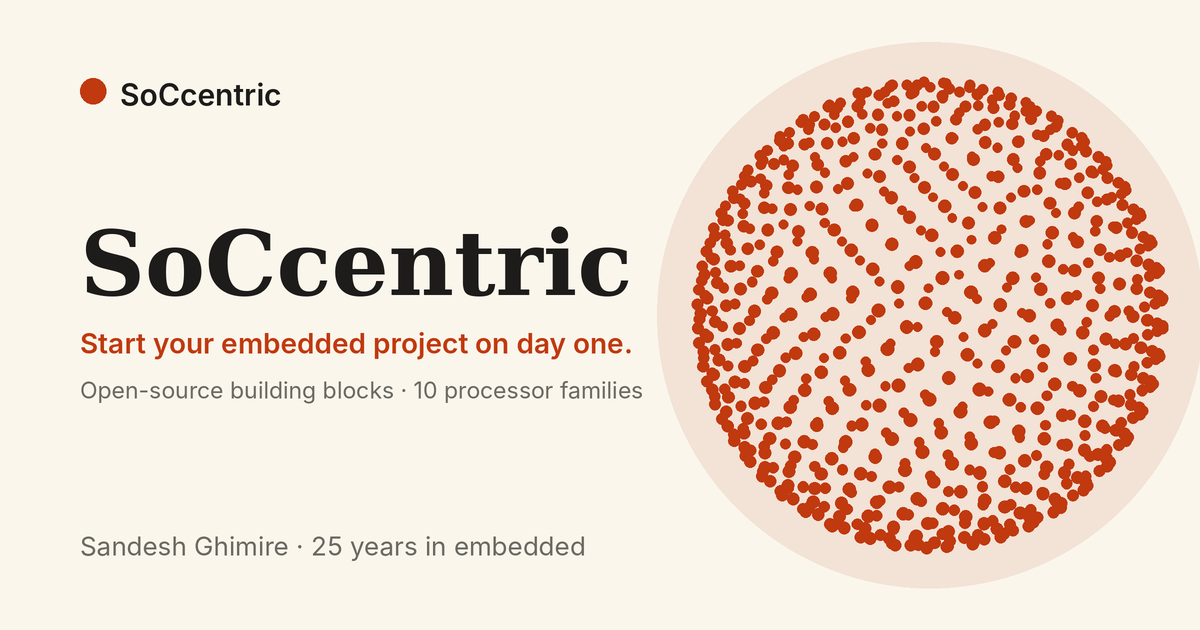 SoCcentric
SoCcentric
Start your embedded project on day one.
Open-source building blocks · 10 processor families
Sandesh Ghimire · 25 years in embedded